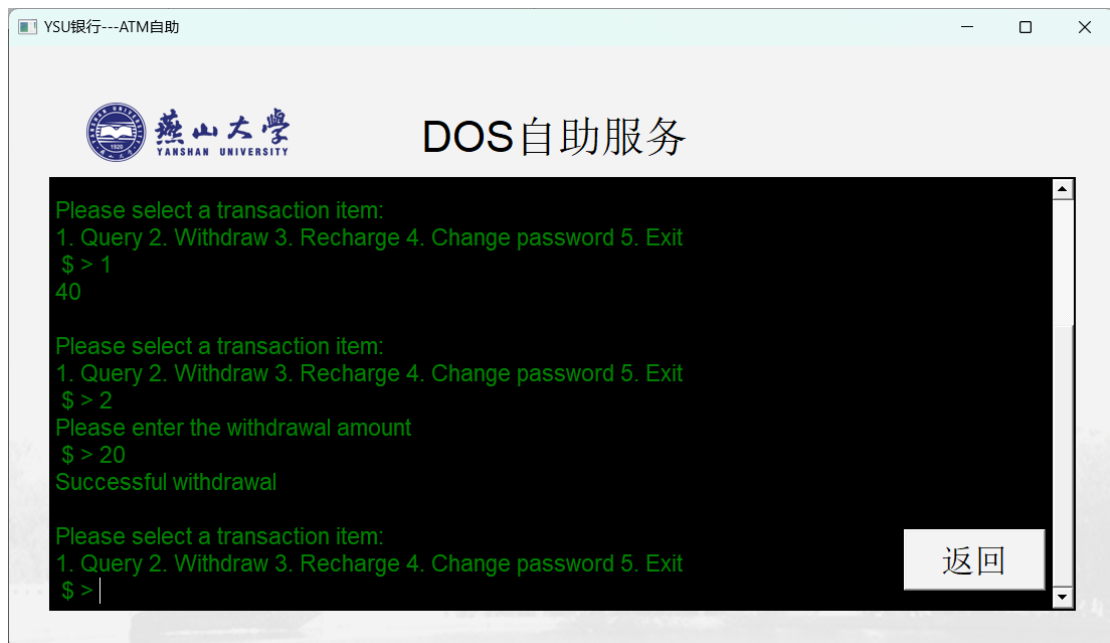 YSU银行---ATM自助
燕山大學
YANSHAN UNIVERSITY
1920
DOS自助服务
Please select a transaction item:
1. Query 2. Withdraw 3. Recharge 4. Change password 5. Exit
$ > 1
40
Please select a transaction item:
1. Query 2. Withdraw 3. Recharge 4. Change password 5. Exit
$ > 2
Please enter the withdrawal amount
$ > 20
Successful withdrawal
Please select a transaction item:
1. Query 2. Withdraw 3. Recharge 4. Change password 5. Exit
$ >
返回